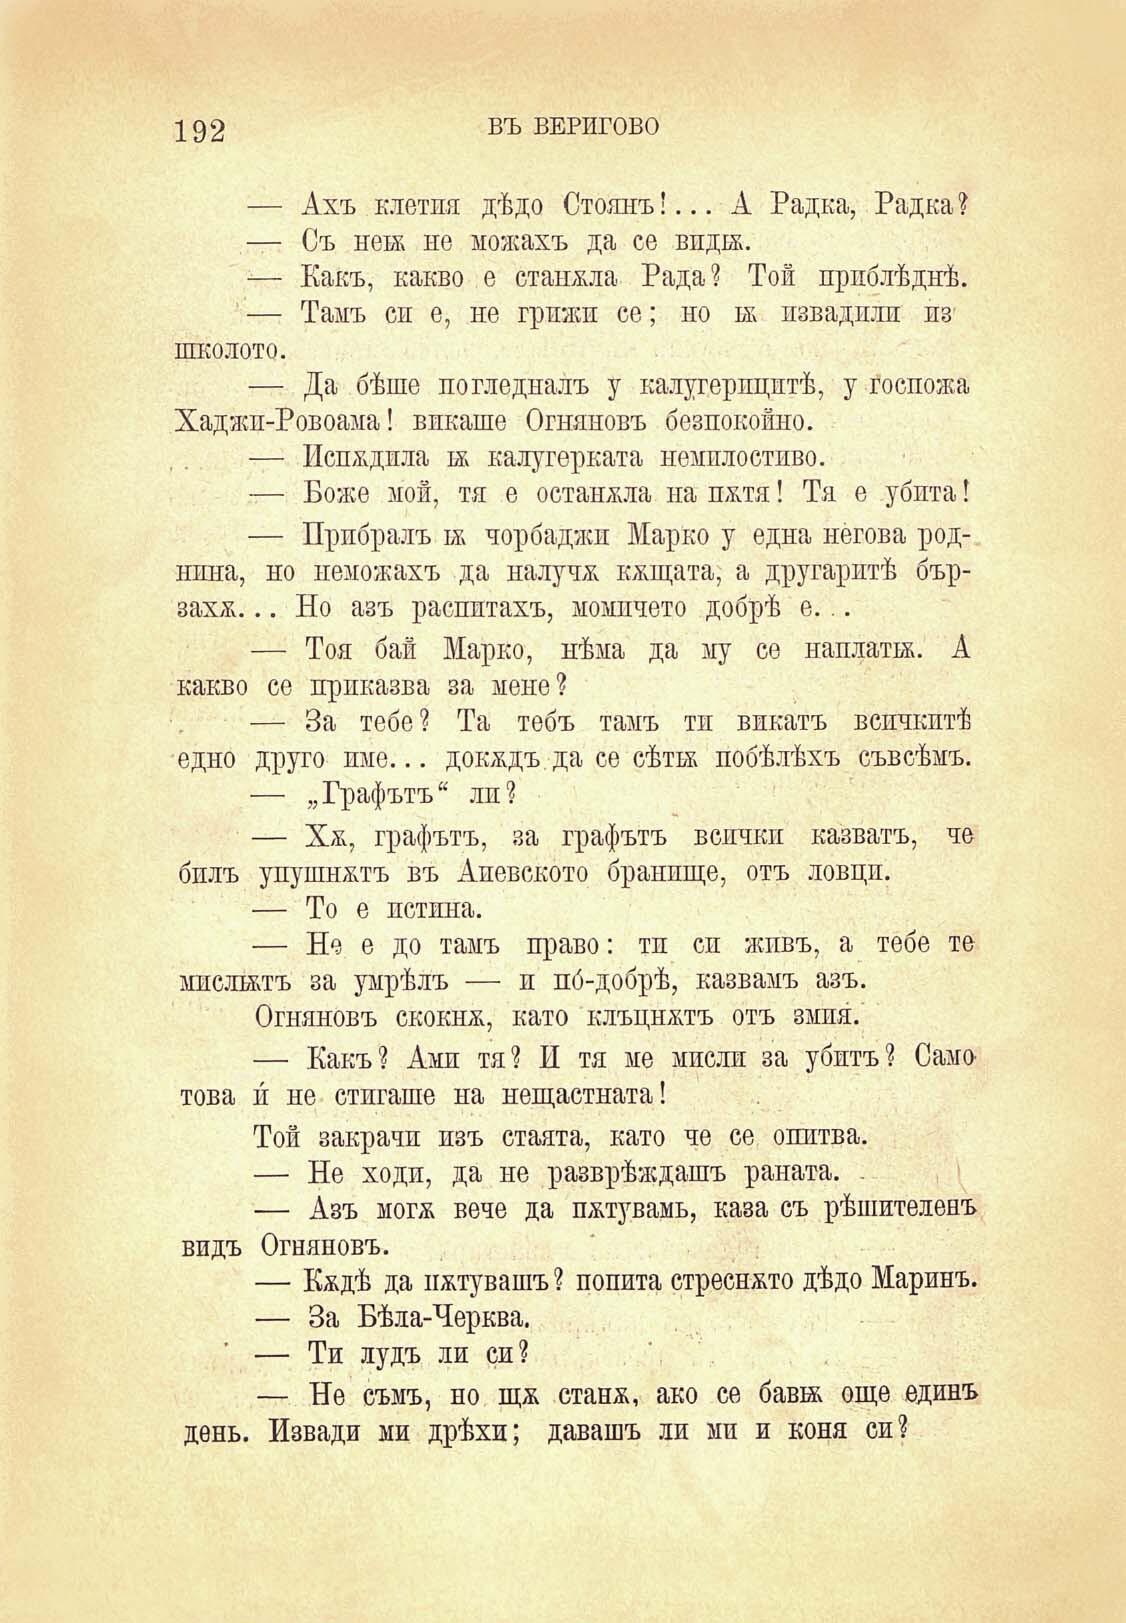 192 ВЪ ВЕРИГОВО
— Ахъ клетия дѣдо Стоянъ!... А Радка, Радка?
— Съ неѭ не можахъ да се видѭ.
— Какъ, какво е станѫла Рада? Той приблѣднѣ.
— Тамъ си е, не грижи се; но ѭ извадили из
школото.
— Да бѣше погледналъ у калугерицитѣ, у госпожа
Хаджи-Ровоама! викаше Огняновъ безпокойно.
— Испѫдила ѭ калугерката немилостиво.
— Боже мой, тя е останѫла на пѫтя! Тя е убита!
— Прибралъ ѭ чорбаджи Марко у една негова род-
нина, но неможахъ да налучѫ кѫщата, а другаритѣ бър-
захѫ... Но азъ распитахъ, момичето добрѣ е...
— Тоя бай Марко, нѣма да му се наплатѭ. А
какво се приказва за мене?
— За тебе? Та тебъ тамъ ти викатъ всичкитѣ
едно друго име... докѫдъ да се сѣтѭ побѣлѣхъ съвсѣмъ.
— „Графътъ“ ли?
— Хѫ, графътъ, за графътъ всички казватъ, че
билъ упушнѫтъ въ Ахиевското бранище, отъ ловци.
— То е истина.
— Не е до тамъ право: ти си живъ, а тебе те
мислѭтъ за умрѣлъ — и по́-добрѣ, казвамъ азъ.
Огняновъ скокнѫ, като клъцнѫтъ отъ змия.
— Какъ? Ами тя? И тя ме мисли за убитъ? Само
това ѝ не стигаше на нещастната!
Той закрачи изъ стаята, като че се опитва.
— Не ходи, да не разврѣждашъ раната.
— Азъ могѫ вече да пѫтувамь, каза съ рѣшителенъ
видъ Огняновъ.
— Кѫдѣ да пѫтувашъ? попита стреснѫто дѣдо Маринъ.
— За Бѣла-Черква.
— Ти лудъ ли си?
— Не съмъ, но щѫ станѫ, ако се бавѭ още единъ
день. Извади ми дрѣхи; давашъ ли ми и коня си?